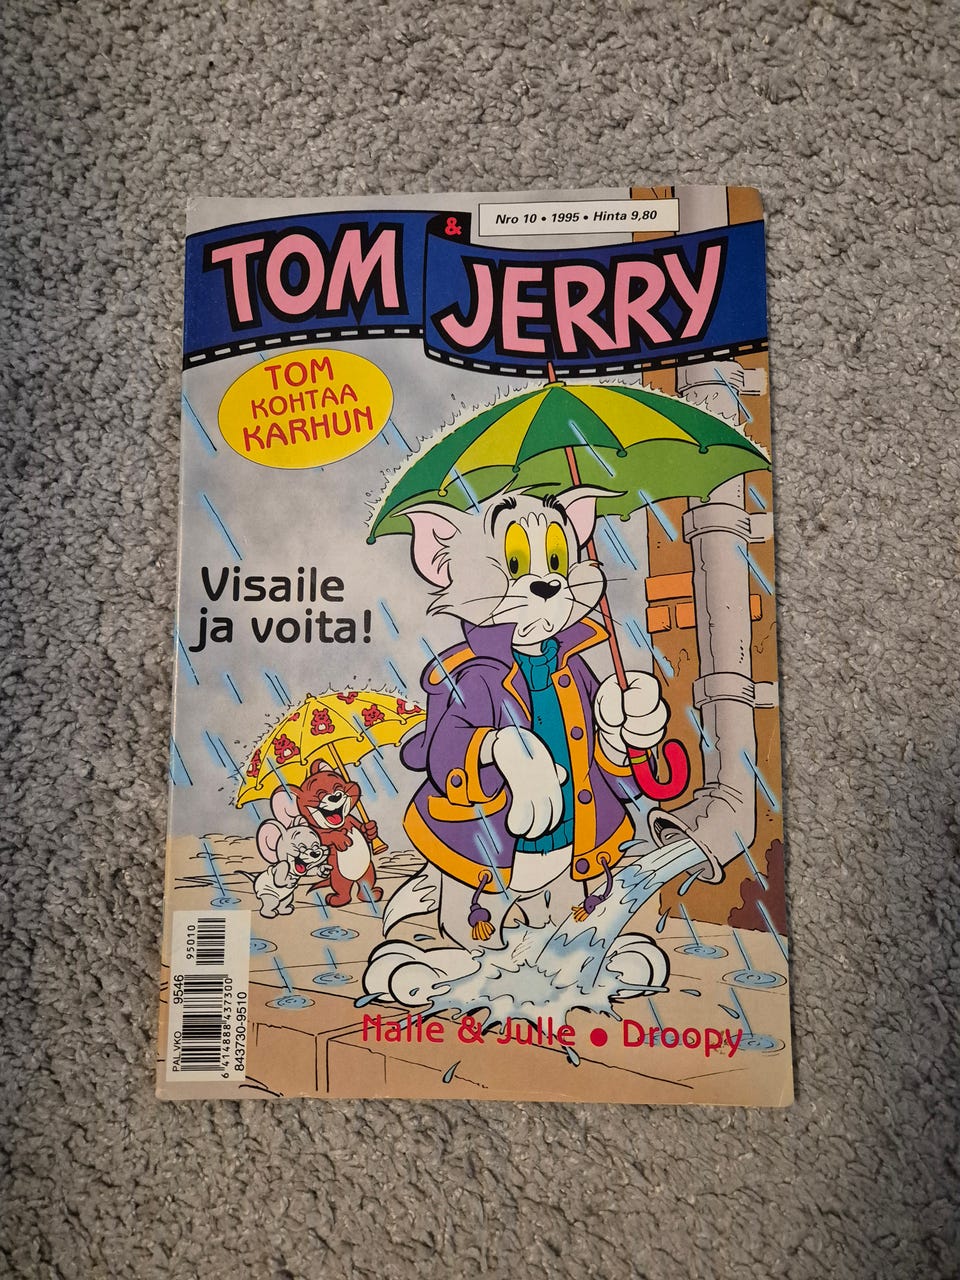 Nro 10 • 1995 • Hinta 9,80
TOM & JERRY
TOM
KOHTAA
KARHUN
Visaile
ja voita!
Nalle & Julle • Droopy
95010
PAL.VKO 9546
6 414888 437300
843730-9510